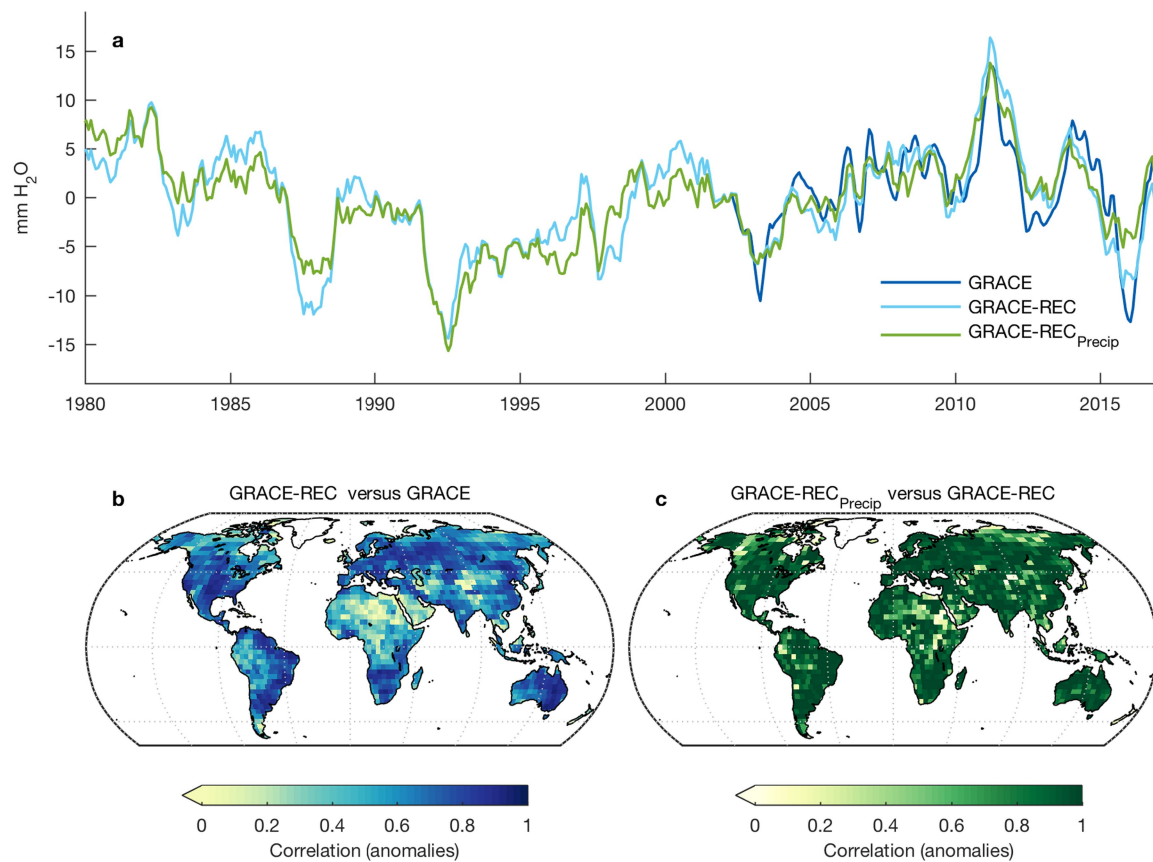 a
15
10
5
0
-5
-10
-15
mm H2O
GRACE
GRACE-REC
GRACE-RECPrecip
1980 1985 1990 1995 2000 2005 2010 2015
b
GRACE-REC versus GRACE
c
GRACE-RECPrecip versus GRACE-REC
0 0.2 0.4 0.6 0.8 1
Correlation (anomalies)
0 0.2 0.4 0.6 0.8 1
Correlation (anomalies)